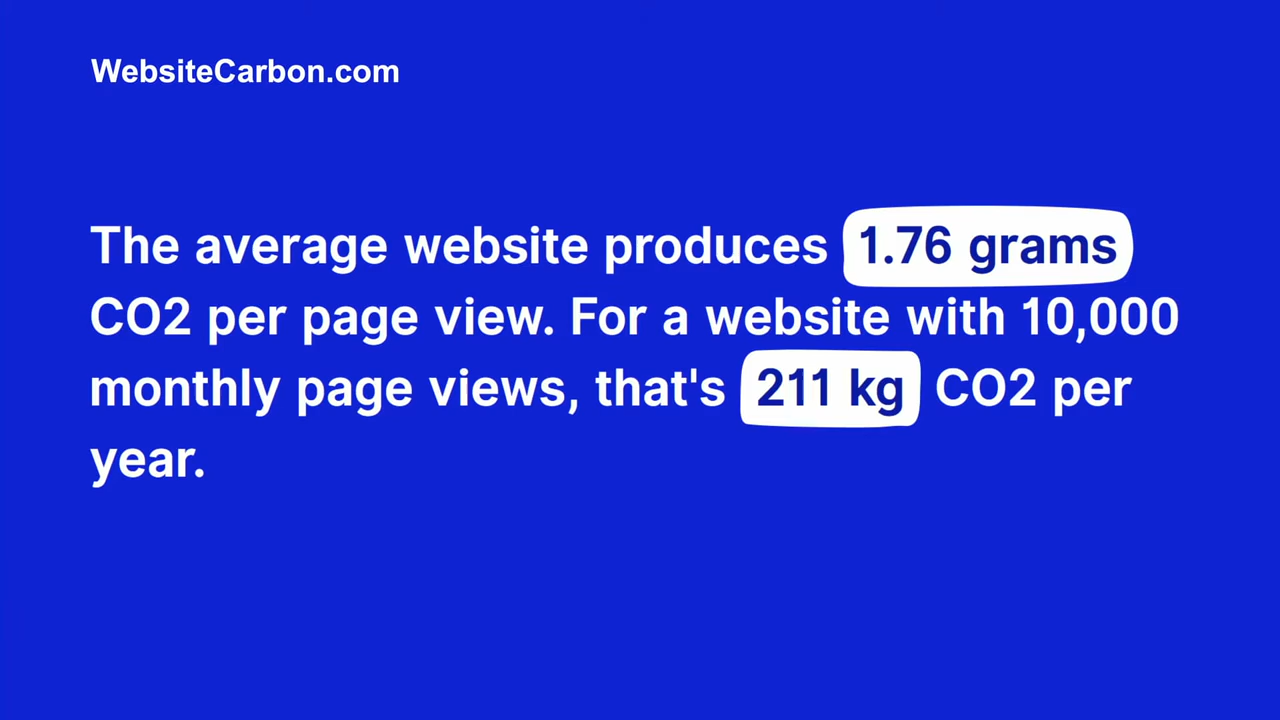 WebsiteCarbon.com
The average website produces 1.76 grams
CO2 per page view. For a website with 10,000
monthly page views, that's 211 kg CO2 per
year.